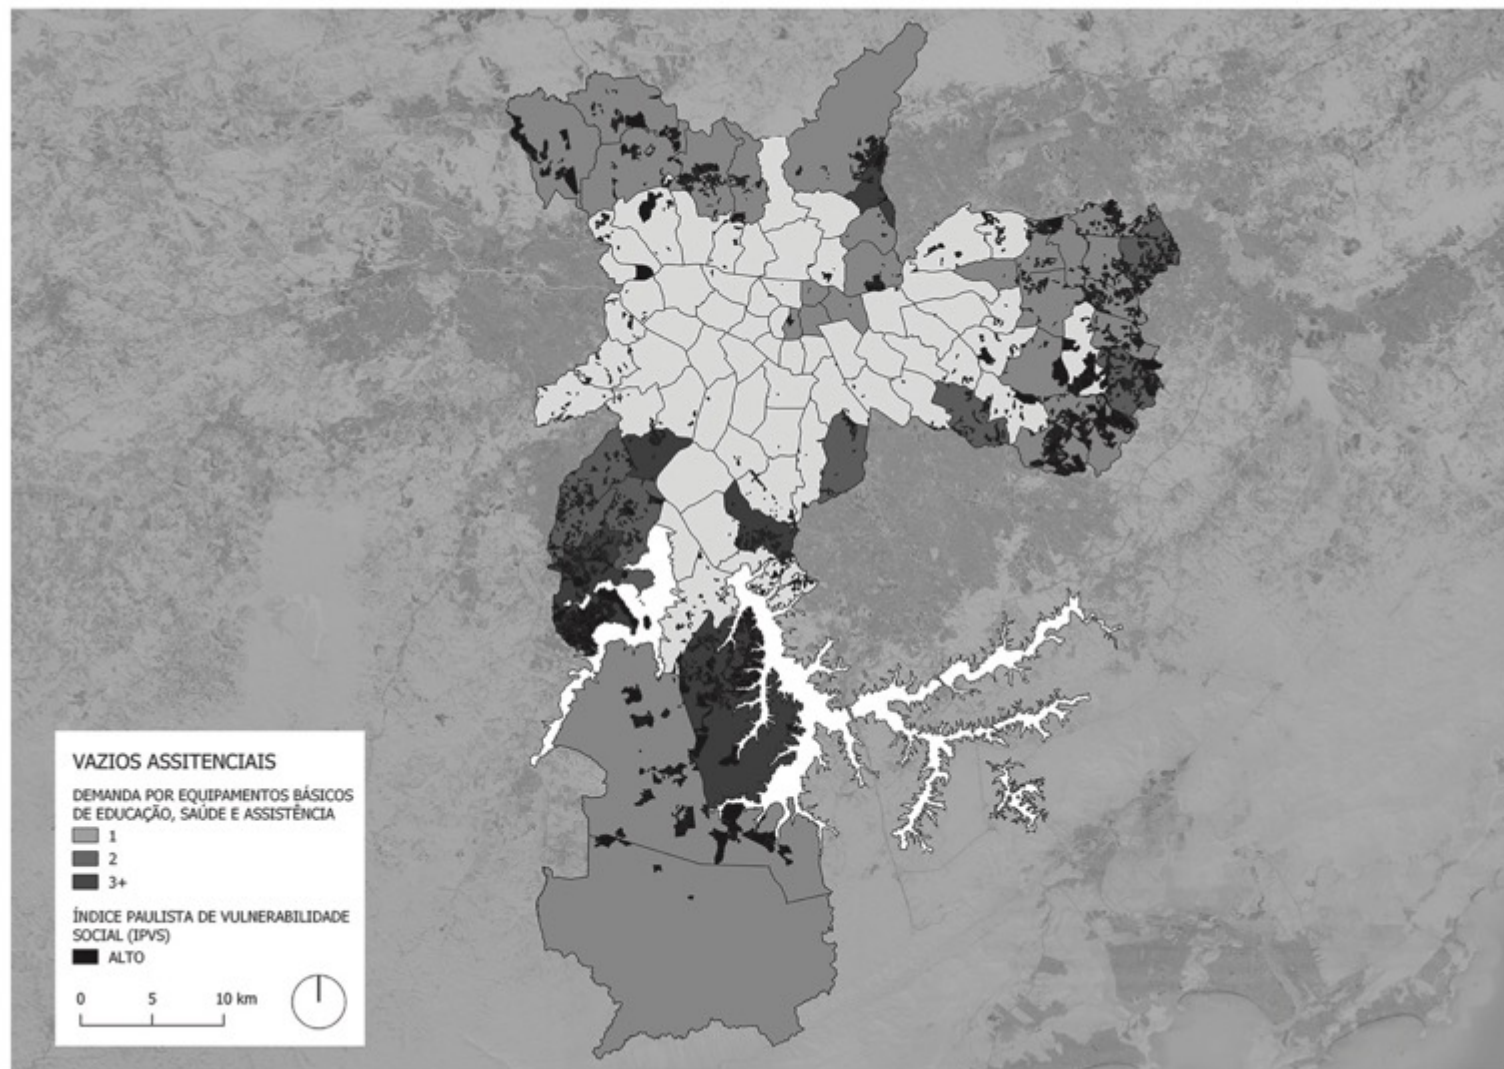 VAZIOS ASSITENCIAIS
DEMANDA POR EQUIPAMENTOS BÁSICOS
DE EDUCAÇÃO, SAÚDE E ASSISTÊNCIA
1
2
3+
ÍNDICE PAULISTA DE VULNERABILIDADE
SOCIAL (IPVS)
ALTO
0 5 10 km